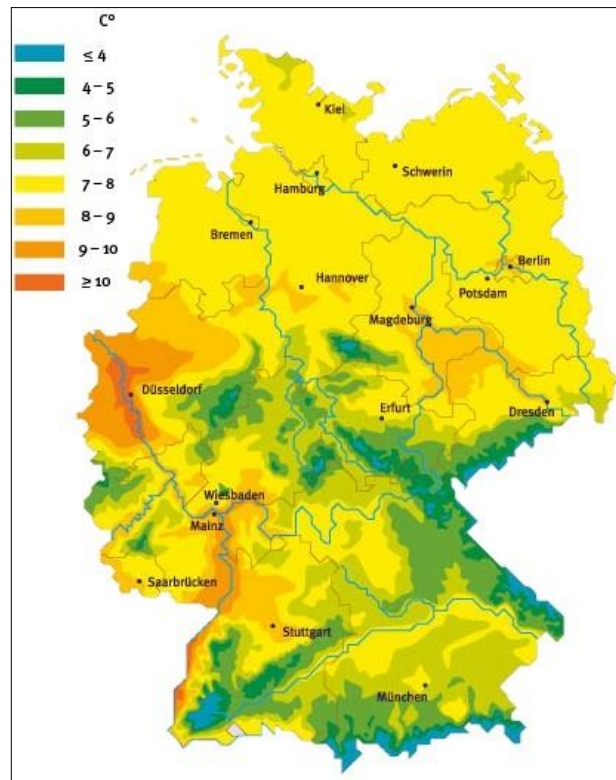 C°
≤ 4
4 – 5
5 – 6
6 – 7
7 – 8
8 – 9
9 – 10
≥ 10
Kiel
Schwerin
Hamburg
Bremen
Berlin
Hannover
Potsdam
Magdeburg
Düsseldorf
Erfurt
Dresden
Wiesbaden
Mainz
Saarbrücken
Stuttgart
München